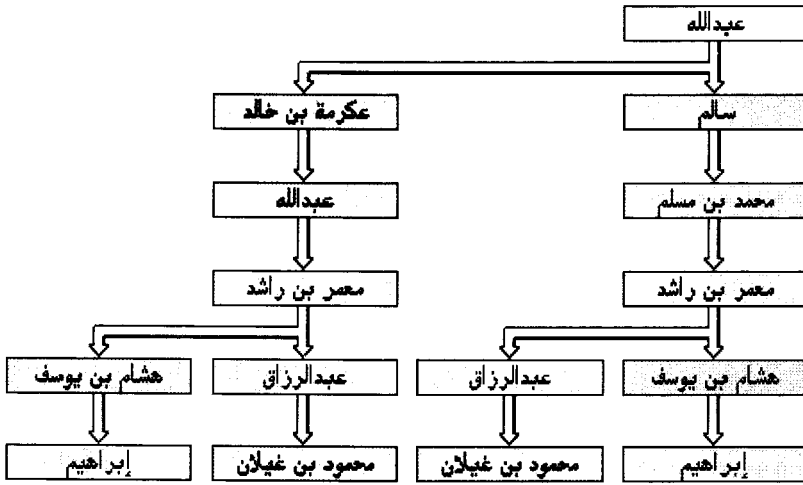 عبدالله
سالم
عكرمة بن خالد
محمد بن مسلم
عبدالله
معمر بن راشد
معمر بن راشد
هشام بن يوسف
عبدالرزاق
عبدالرزاق
هشام بن يوسف
إبراهيم
محمود بن غيلان
محمود بن غيلان
إبراهيم